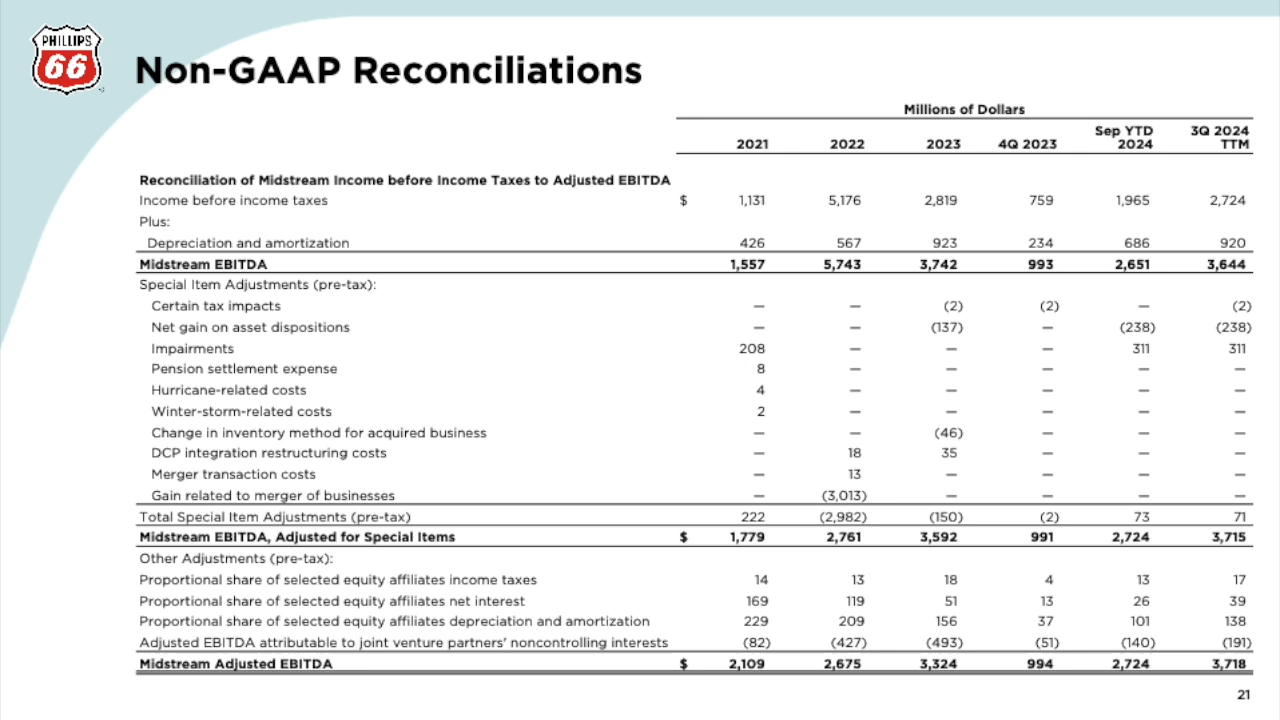 PHILLIPS
66
Non-GAAP Reconciliations
Millions of Dollars
2021 2022 2023 4Q 2023 Sep YTD 2024 3Q 2024 TTM
Reconciliation of Midstream Income before Income Taxes to Adjusted EBITDA
Income before income taxes $ 1,131 5,176 2,819 759 1,965 2,724
Plus:
Depreciation and amortization 426 567 923 234 686 920
Midstream EBITDA 1,557 5,743 3,742 993 2,651 3,644
Special Item Adjustments (pre-tax):
Certain tax impacts — — (2) (2) — (2)
Net gain on asset dispositions — — (137) — (238) (238)
Impairments 208 — — — 311 311
Pension settlement expense 8 — — — — —
Hurricane-related costs 4 — — — — —
Winter-storm-related costs 2 — — — — —
Change in inventory method for acquired business — — (46) — — —
DCP integration restructuring costs — 18 35 — — —
Merger transaction costs — 13 — — — —
Gain related to merger of businesses — (3,013) — — — —
Total Special Item Adjustments (pre-tax) 222 (2,982) (150) (2) 73 71
Midstream EBITDA, Adjusted for Special Items $ 1,779 2,761 3,592 991 2,724 3,715
Other Adjustments (pre-tax):
Proportional share of selected equity affiliates income taxes 14 13 18 4 13 17
Proportional share of selected equity affiliates net interest 169 119 51 13 26 39
Proportional share of selected equity affiliates depreciation and amortization 229 209 156 37 101 138
Adjusted EBITDA attributable to joint venture partners' noncontrolling interests (82) (427) (493) (51) (140) (191)
Midstream Adjusted EBITDA $ 2,109 2,675 3,324 994 2,724 3,718
21